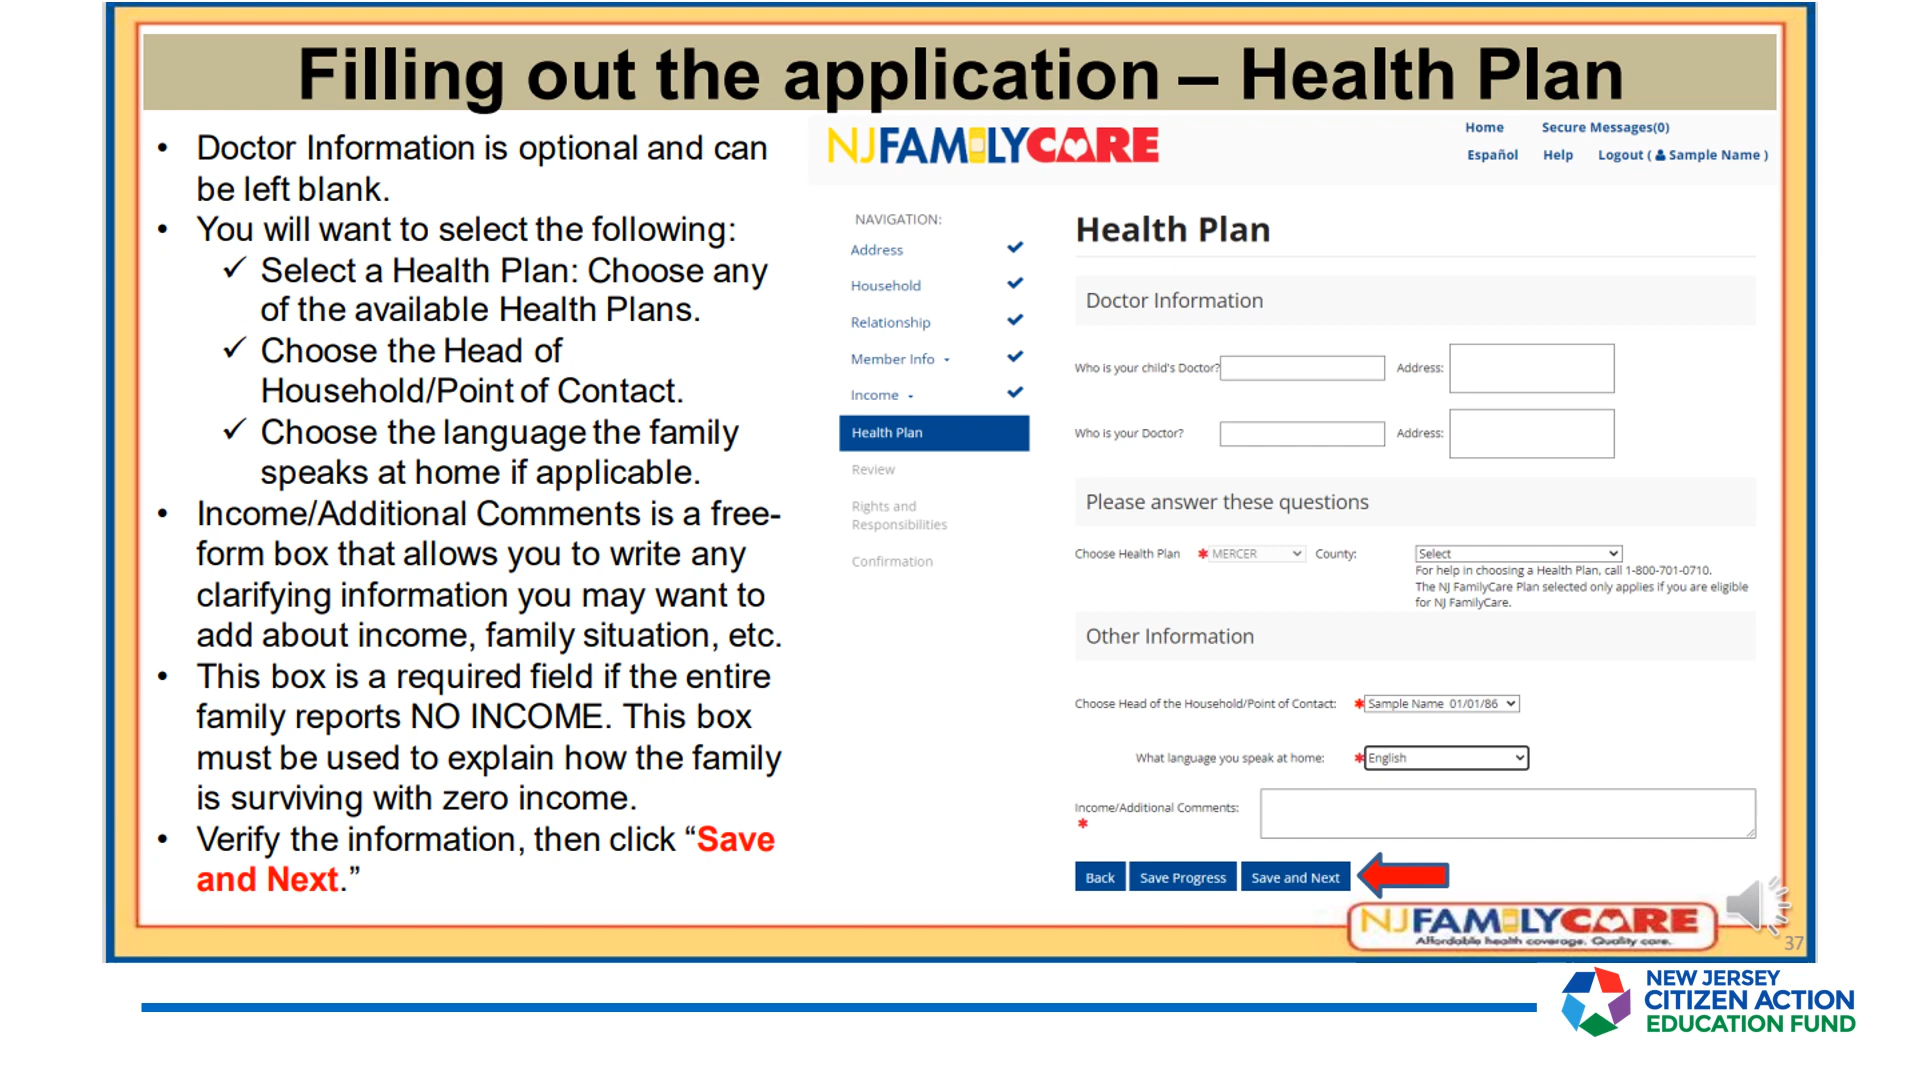 Filling out the application – Health Plan
• Doctor Information is optional and can
be left blank.
• You will want to select the following:
✓ Select a Health Plan: Choose any
of the available Health Plans.
✓ Choose the Head of
Household/Point of Contact.
✓ Choose the language the family
speaks at home if applicable.
• Income/Additional Comments is a free-
form box that allows you to write any
clarifying information you may want to
add about income, family situation, etc.
• This box is a required field if the entire
family reports NO INCOME. This box
must be used to explain how the family
is surviving with zero income.
• Verify the information, then click “Save
and Next.”
NJFAMILYCARE
Home Secure Messages(0)
Español Help Logout ( Sample Name )
NAVIGATION:
Address
Household
Relationship
Member Info
Income
Health Plan
Review
Rights and
Responsibilities
Confirmation
Health Plan
Doctor Information
Who is your child's Doctor? Address:
Who is your Doctor? Address:
Please answer these questions
Choose Health Plan * MERCER County: Select
For help in choosing a Health Plan, call 1-800-701-0710.
The NJ FamilyCare Plan selected only applies if you are eligible
for NJ FamilyCare.
Other Information
Choose Head of the Household/Point of Contact: * Sample Name 01/01/86
What language you speak at home: * English
Income/Additional Comments:
*
Back Save Progress Save and Next
NJFAMILYCARE
Affordable health coverage. Quality care.
37
NEW JERSEY
CITIZEN ACTION
EDUCATION FUND